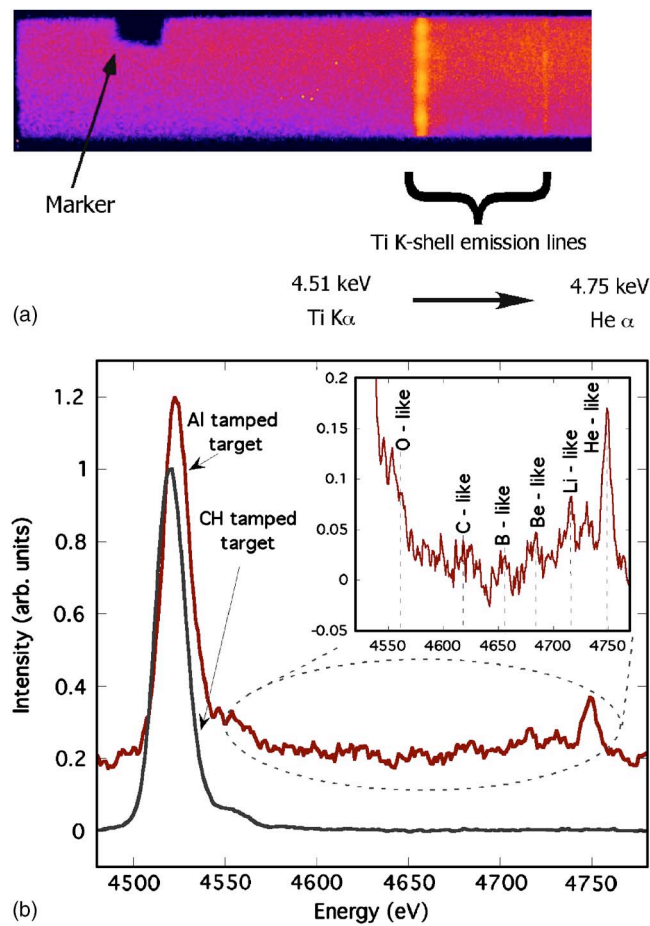 Marker
Ti K-shell emission lines
4.51 keV
4.75 keV
(a)
Ti Kα
He α
0.2
0.15
0.1
0.05
0
-0.05
O - like
C - like
B - like
Be - like
Li - like
He- like
4550
4600
4650
4700
4750
1.2
1
0.8
0.6
0.4
0.2
0
Al tamped
target
CH tamped
target
Intensity (arb. units)
4500
4550
4600
4650
4700
4750
(b)
Energy (eV)